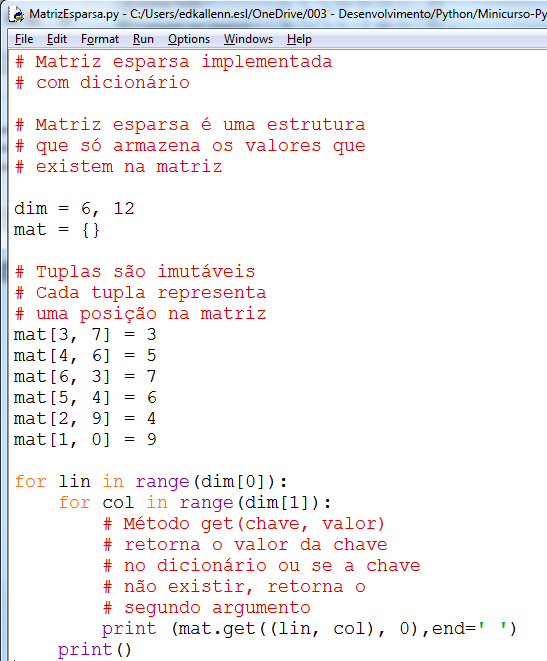 MatrizEsparsa.py - C:/Users/edkallenn.esl/OneDrive/003 - Desenvolvimento/Python/Minicurso-Py
File Edit Format Run Options Windows Help
# Matriz esparsa implementada
# com dicionário

# Matriz esparsa é uma estrutura
# que só armazena os valores que
# existem na matriz

dim = 6, 12
mat = {}

# Tuplas são imutáveis
# Cada tupla representa
# uma posição na matriz
mat[3, 7] = 3
mat[4, 6] = 5
mat[6, 3] = 7
mat[5, 4] = 6
mat[2, 9] = 4
mat[1, 0] = 9

for lin in range(dim[0]):
    for col in range(dim[1]):
        # Método get(chave, valor)
        # retorna o valor da chave
        # no dicionário ou se a chave
        # não existir, retorna o
        # segundo argumento
        print (mat.get((lin, col), 0),end=' ')
    print()